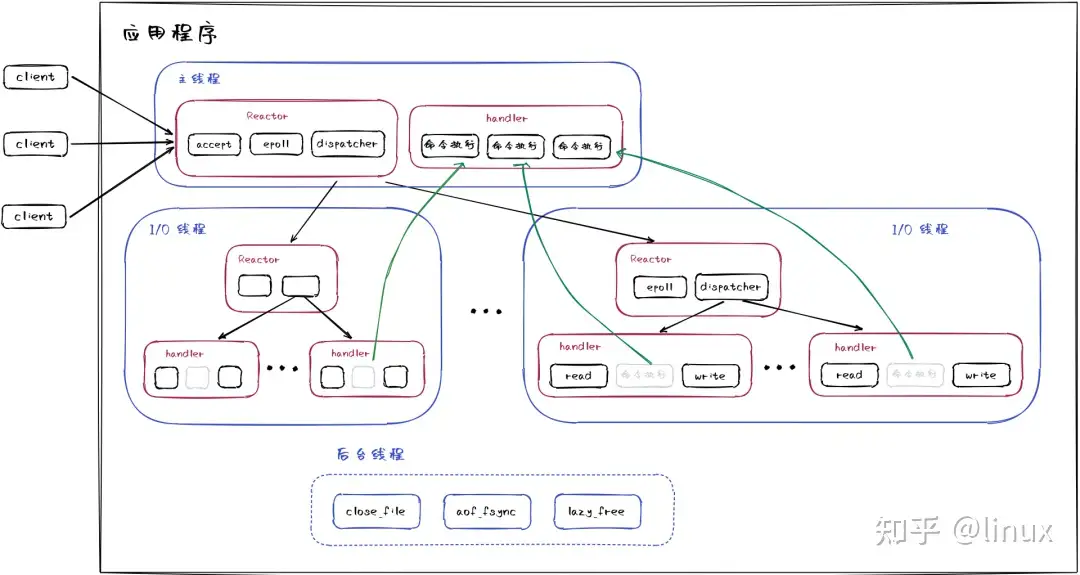 应用程序
client
client
client
主线程
Reactor
accept
epoll
dispatcher
handler
命令执行
命令执行
命令执行
I/O 线程
Reactor
handler
handler
I/O 线程
Reactor
epoll
dispatcher
handler
read
命令执行
write
handler
read
命令执行
write
后台线程
close_file
aof_fsync
lazy_free
知乎 @linux